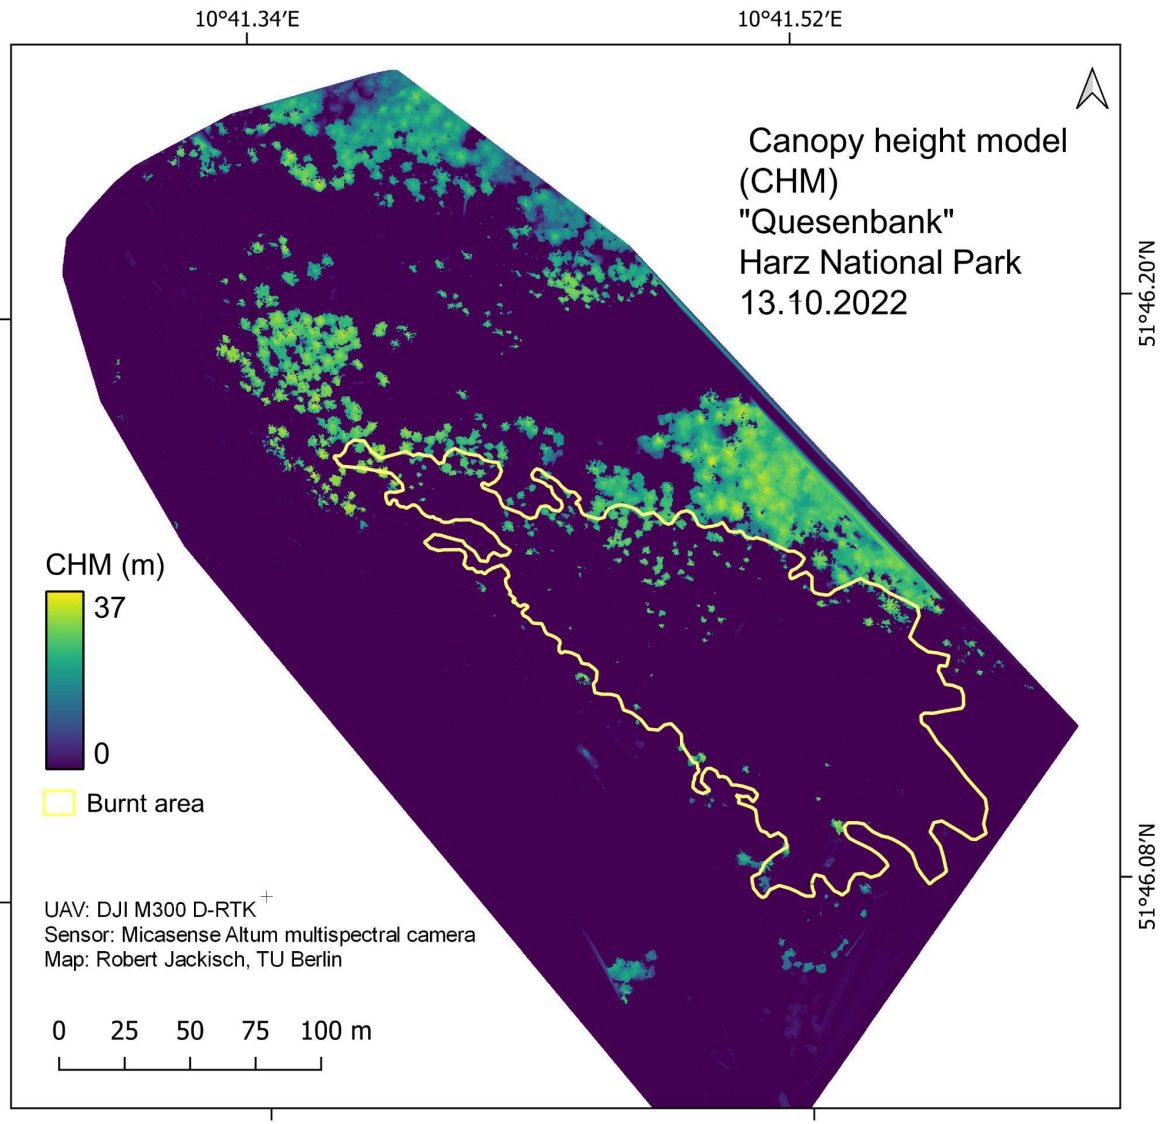 10°41.34′E
10°41.52′E
Canopy height model
(CHM)
"Quesenbank"
Harz National Park
13.10.2022
51°46.20′N
CHM (m)
37
0
Burnt area
51°46.08′N
UAV: DJI M300 D-RTK
Sensor: Micasense Altum multispectral camera
Map: Robert Jackisch, TU Berlin
0 25 50 75 100 m